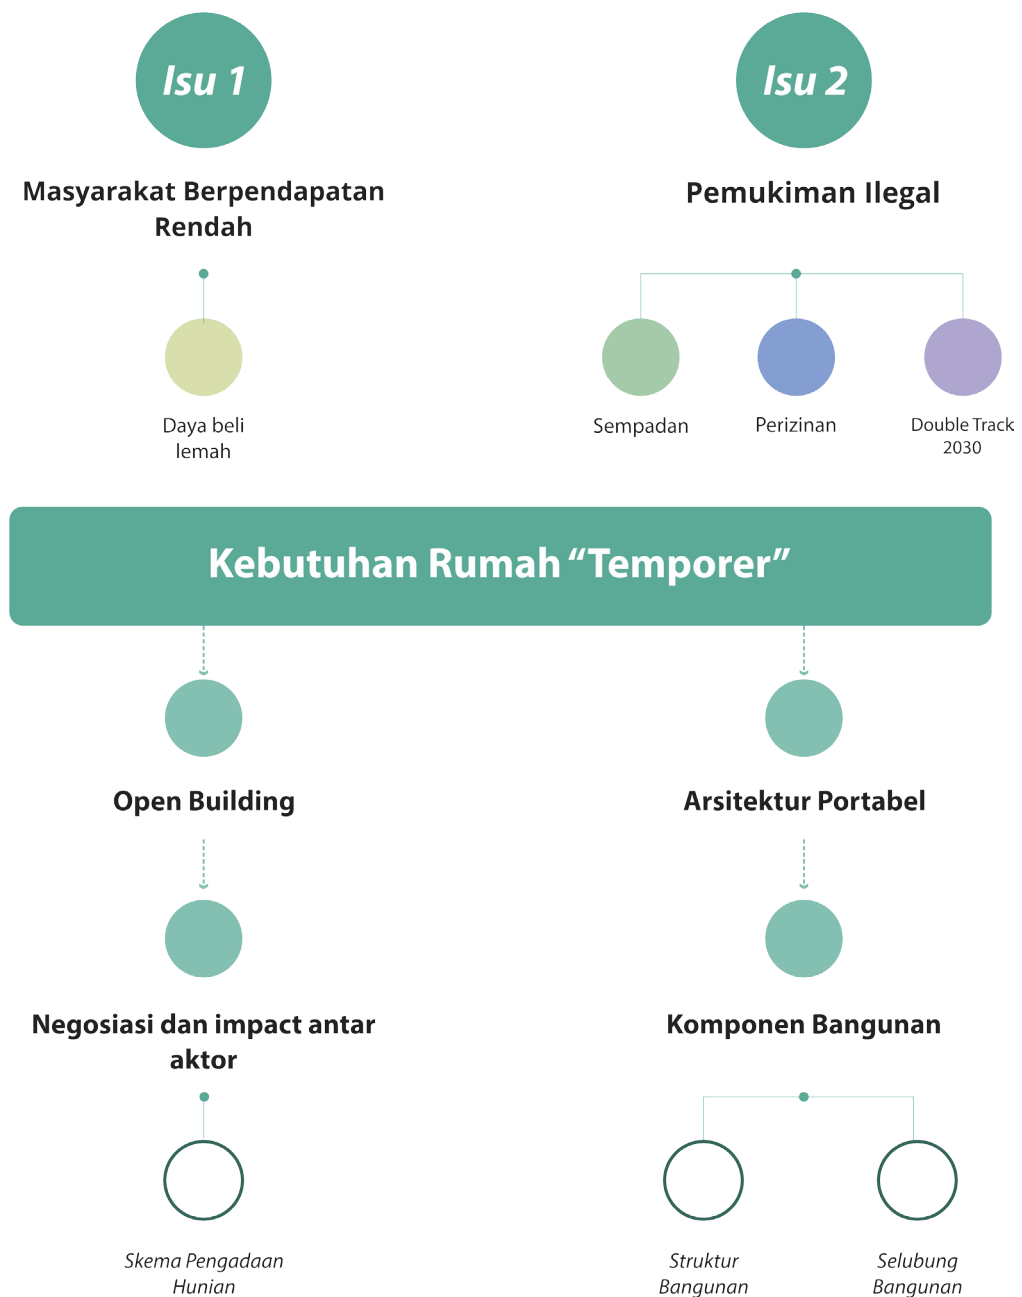 Isu 1
Isu 2
Masyarakat Berpendapatan
Rendah
Pemukiman Ilegal
Daya beli
lemah
Sempadan
Perizinan
Double Track
2030
Kebutuhan Rumah “Temporer”
Open Building
Arsitektur Portabel
Negosiasi dan impact antar
aktor
Komponen Bangunan
Skema Pengadaan
Hunian
Struktur
Bangunan
Selubung
Bangunan